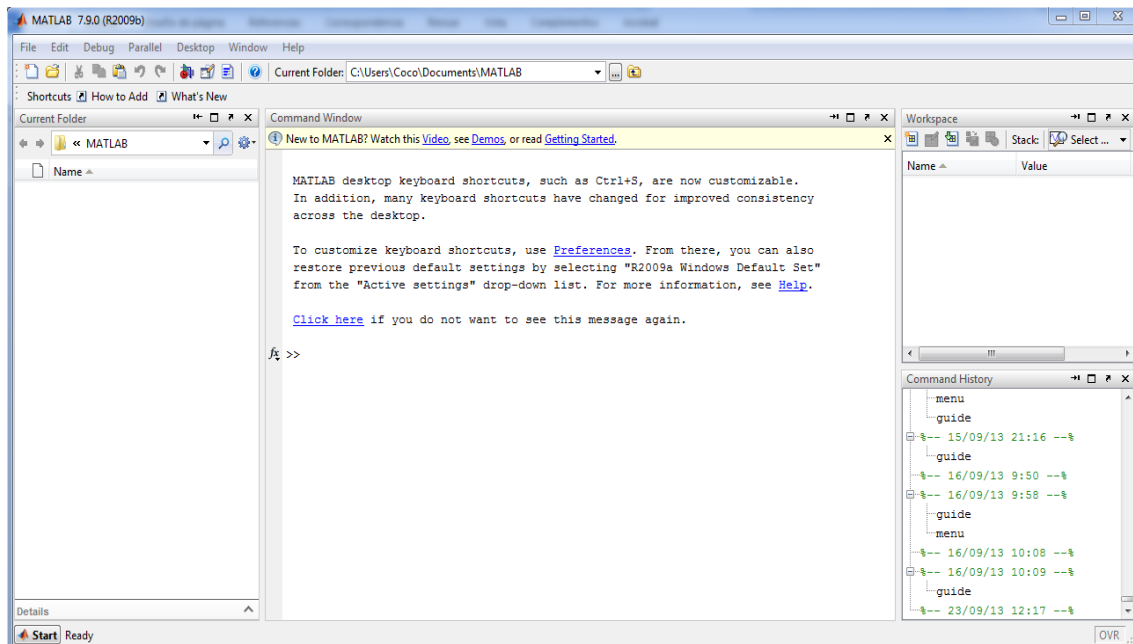 MATLAB 7.9.0 (R2009b)
File Edit Debug Parallel Desktop Window Help
Current Folder: C:\Users\Coco\Documents\MATLAB
Shortcuts How to Add What's New
Current Folder
« MATLAB
Name
Details
Command Window
New to MATLAB? Watch this Video, see Demos, or read Getting Started.
MATLAB desktop keyboard shortcuts, such as Ctrl+S, are now customizable.
In addition, many keyboard shortcuts have changed for improved consistency
across the desktop.
To customize keyboard shortcuts, use Preferences. From there, you can also
restore previous default settings by selecting "R2009a Windows Default Set"
from the "Active settings" drop-down list. For more information, see Help.
Click here if you do not want to see this message again.
fx >>
Workspace
Stack: Select ...
Name Value
Command History
menu
guide
%-- 15/09/13 21:16 --%
guide
%-- 16/09/13 9:50 --%
%-- 16/09/13 9:58 --%
guide
menu
%-- 16/09/13 10:08 --%
%-- 16/09/13 10:09 --%
guide
%-- 23/09/13 12:17 --%
Start Ready
OVR